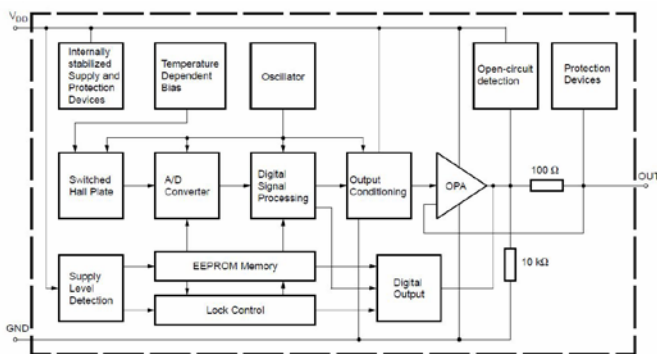 VDD
Internally
stabilized
Supply and
Protection
Devices
Temperature
Dependent
Bias
Oscillator
Open-circuit
detection
Protection
Devices
Switched
Hall Plate
A/D
Converter
Digital
Signal
Processing
Output
Conditioning
OPA
100 Ω
OUT
10 kΩ
Supply
Level
Detection
EEPROM Memory
Lock Control
Digital
Output
GND